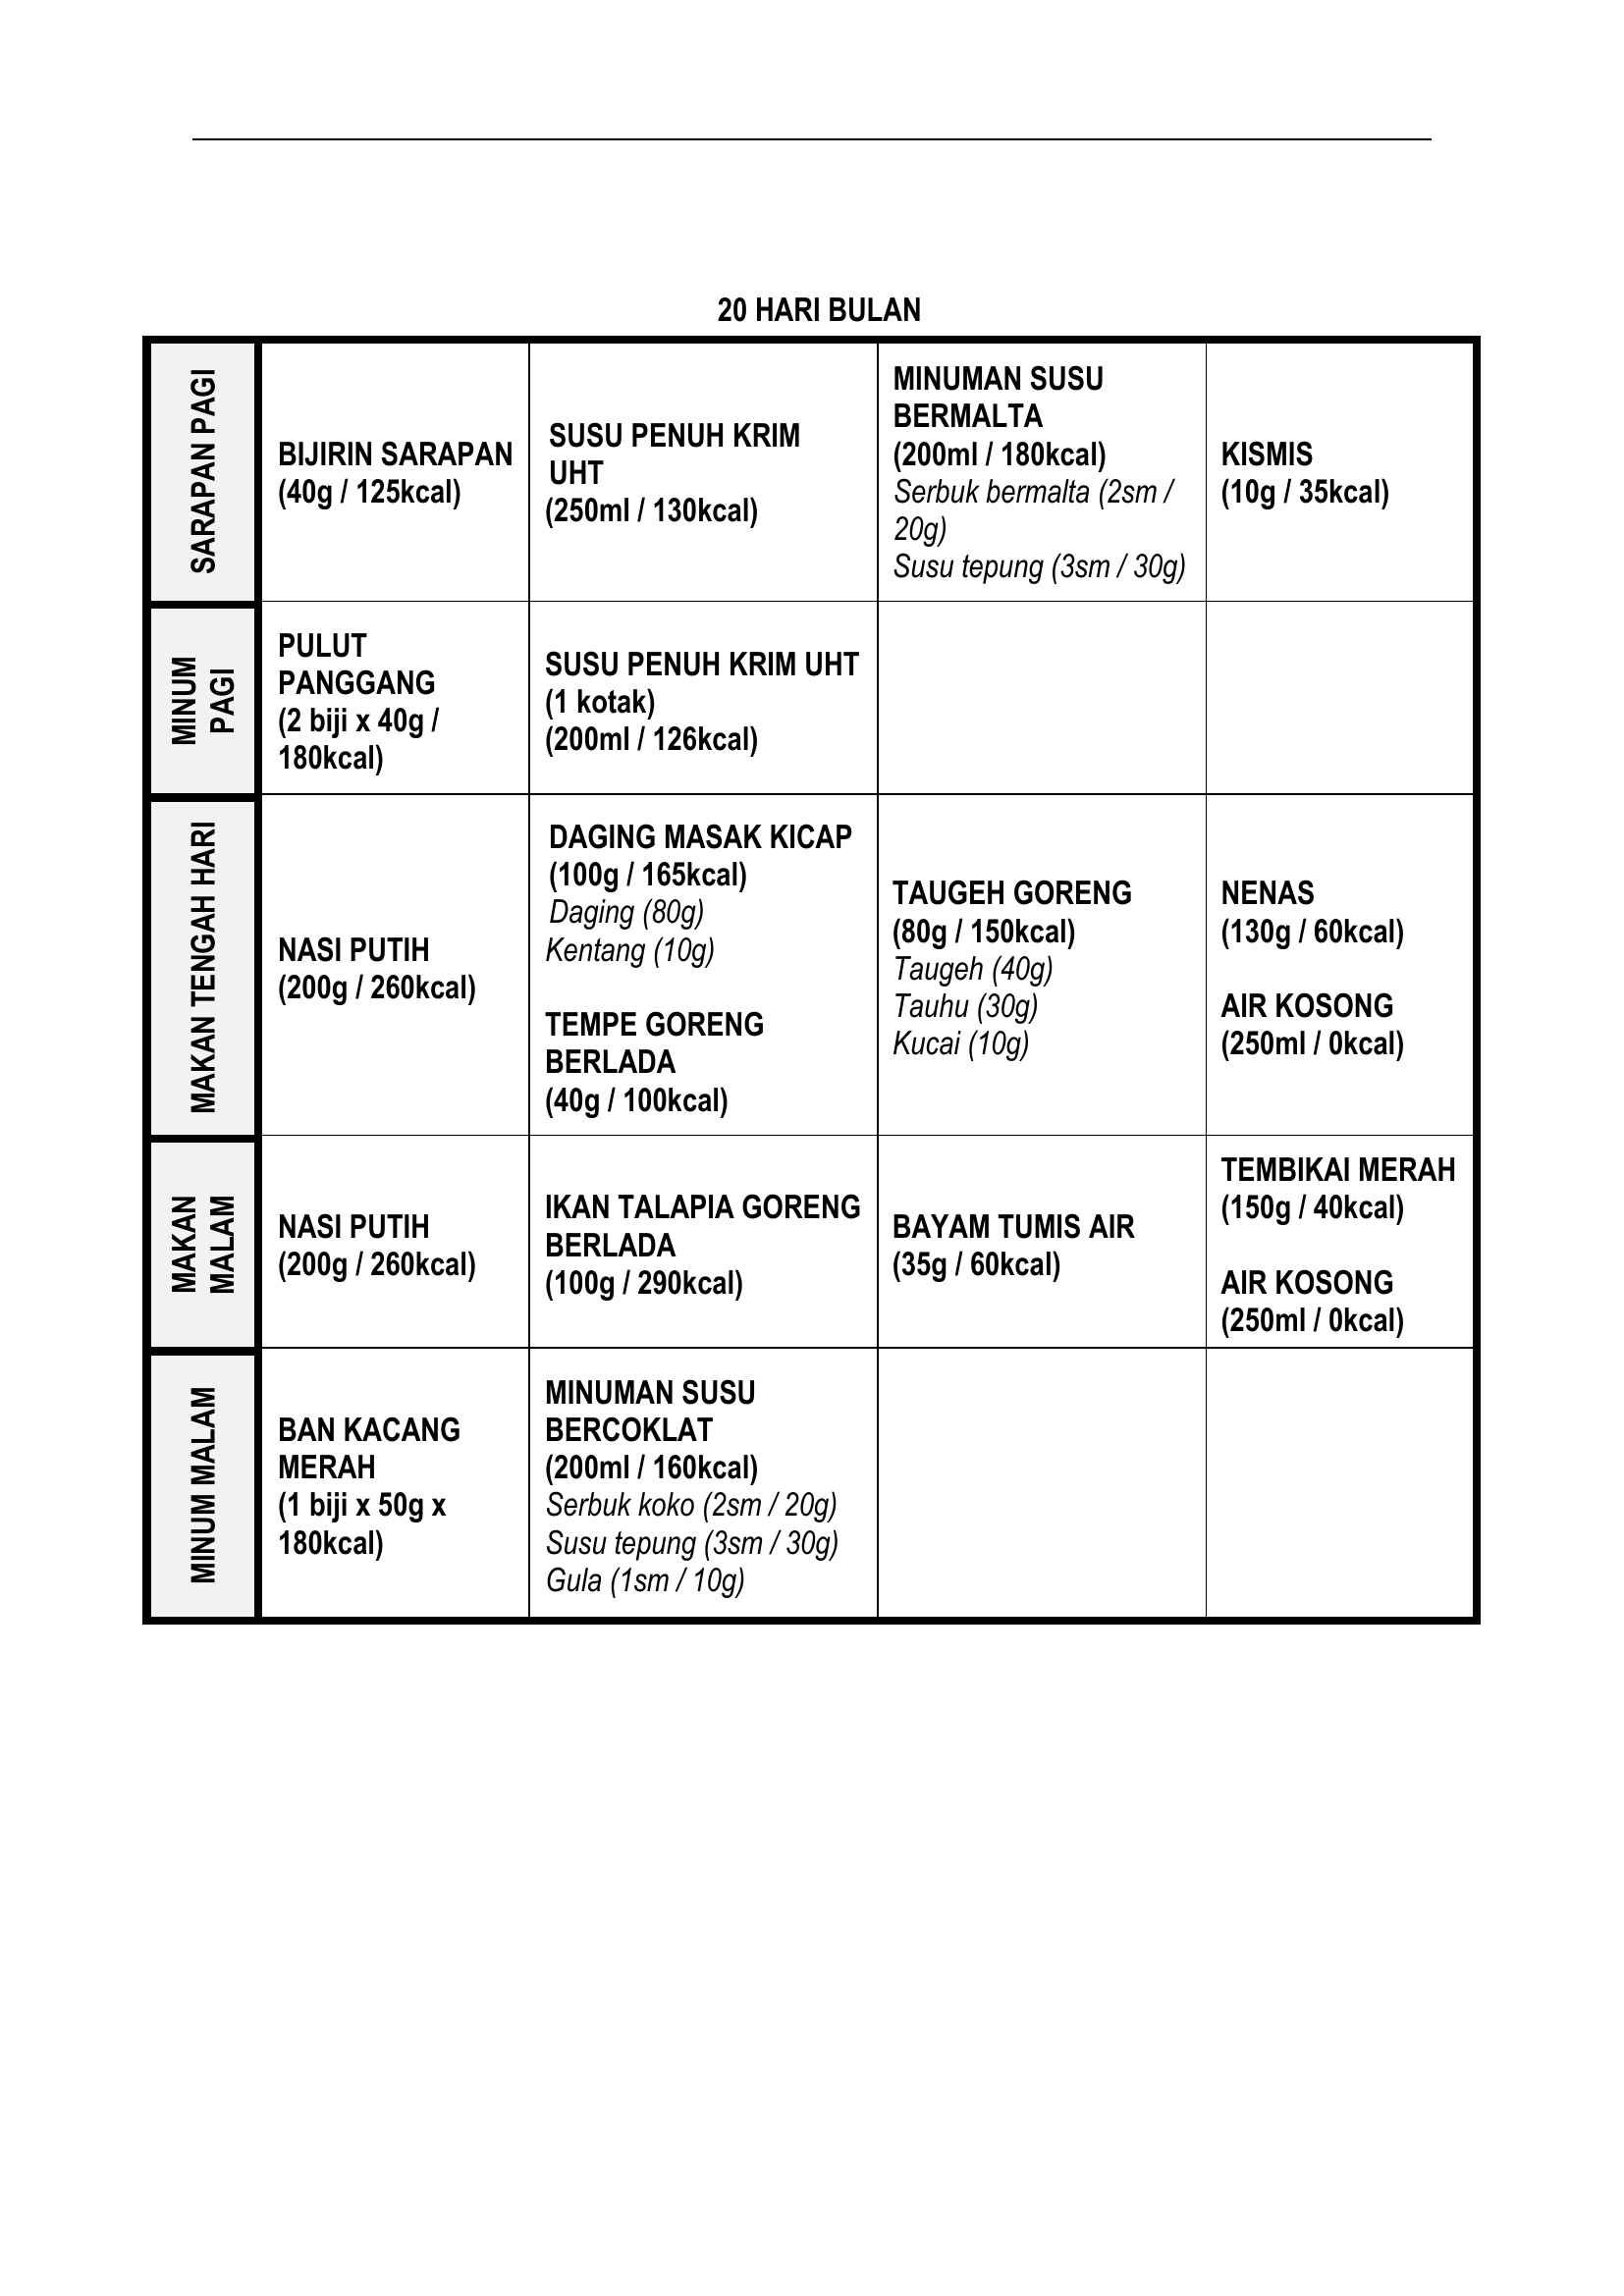 20 HARI BULAN
SARAPAN PAGI
BIJIRIN SARAPAN
(40g / 125kcal)
SUSU PENUH KRIM
UHT
(250ml / 130kcal)
MINUMAN SUSU
BERMALTA
(200ml / 180kcal)
Serbuk bermalta (2sm /
20g)
Susu tepung (3sm / 30g)
KISMIS
(10g / 35kcal)
MINUM
PAGI
PULUT
PANGGANG
(2 biji x 40g /
180kcal)
SUSU PENUH KRIM UHT
(1 kotak)
(200ml / 126kcal)
MAKAN TENGAH HARI
NASI PUTIH
(200g / 260kcal)
DAGING MASAK KICAP
(100g / 165kcal)
Daging (80g)
Kentang (10g)
TEMPE GORENG
BERLADA
(40g / 100kcal)
TAUGEH GORENG
(80g / 150kcal)
Taugeh (40g)
Tauhu (30g)
Kucai (10g)
NENAS
(130g / 60kcal)
AIR KOSONG
(250ml / 0kcal)
MAKAN
MALAM
NASI PUTIH
(200g / 260kcal)
IKAN TALAPIA GORENG
BERLADA
(100g / 290kcal)
BAYAM TUMIS AIR
(35g / 60kcal)
TEMBIKAI MERAH
(150g / 40kcal)
AIR KOSONG
(250ml / 0kcal)
MINUM MALAM
BAN KACANG
MERAH
(1 biji x 50g x
180kcal)
MINUMAN SUSU
BERCOKLAT
(200ml / 160kcal)
Serbuk koko (2sm / 20g)
Susu tepung (3sm / 30g)
Gula (1sm / 10g)